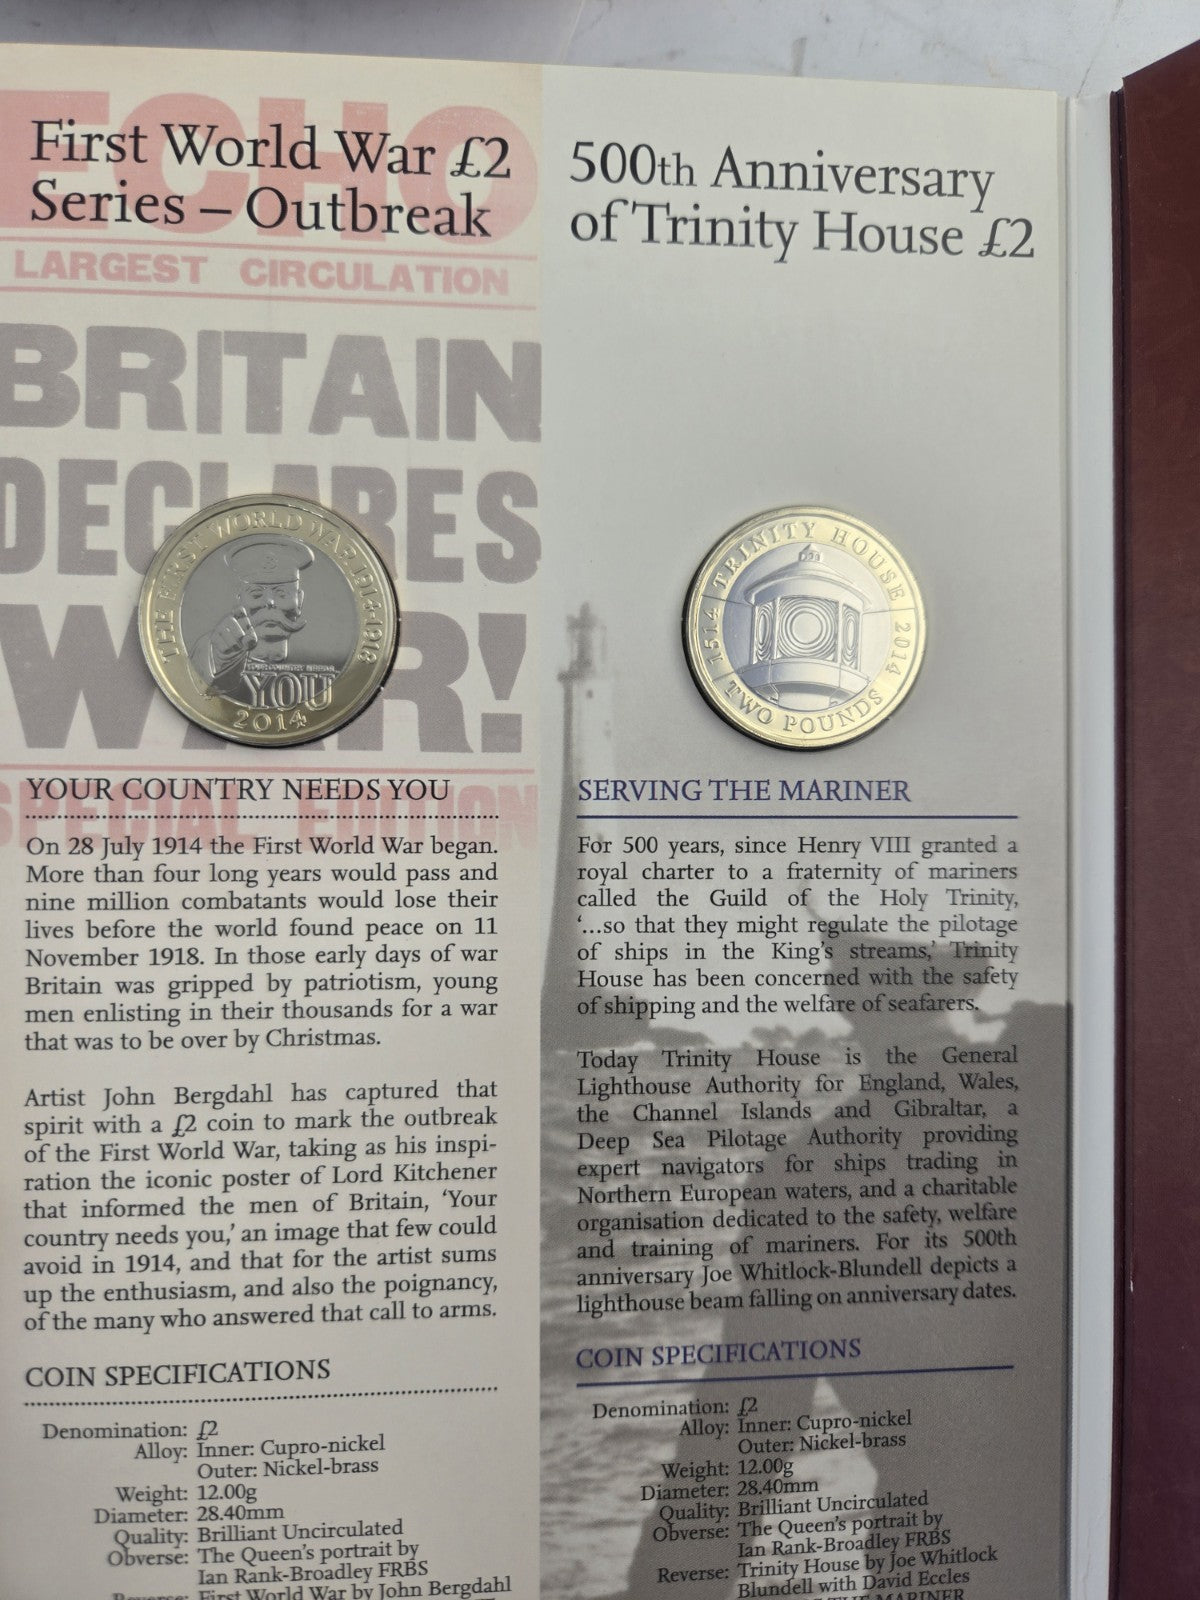 ECHO
First World War £2
Series – Outbreak
LARGEST CIRCULATION
BRITAIN
DECLARES
WAR!
SPECIAL EDITION
THE FIRST WORLD WAR 1914-1918
YOUR COUNTRY NEEDS
YOU
2014
YOUR COUNTRY NEEDS YOU
On 28 July 1914 the First World War began.
More than four long years would pass and
nine million combatants would lose their
lives before the world found peace on 11
November 1918. In those early days of war
Britain was gripped by patriotism, young
men enlisting in their thousands for a war
that was to be over by Christmas.
Artist John Bergdahl has captured that
spirit with a £2 coin to mark the outbreak
of the First World War, taking as his inspi-
ration the iconic poster of Lord Kitchener
that informed the men of Britain, ‘Your
country needs you,’ an image that few could
avoid in 1914, and that for the artist sums
up the enthusiasm, and also the poignancy,
of the many who answered that call to arms.
COIN SPECIFICATIONS
Denomination: £2
Alloy: Inner: Cupro-nickel
Outer: Nickel-brass
Weight: 12.00g
Diameter: 28.40mm
Quality: Brilliant Uncirculated
Obverse: The Queen’s portrait by
Ian Rank-Broadley FRBS
Reverse: First World War by John Bergdahl
500th Anniversary
of Trinity House £2
TRINITY HOUSE
1514
2014
TWO POUNDS
SERVING THE MARINER
For 500 years, since Henry VIII granted a
royal charter to a fraternity of mariners
called the Guild of the Holy Trinity,
‘...so that they might regulate the pilotage
of ships in the King’s streams,’ Trinity
House has been concerned with the safety
of shipping and the welfare of seafarers.
Today Trinity House is the General
Lighthouse Authority for England, Wales,
the Channel Islands and Gibraltar, a
Deep Sea Pilotage Authority providing
expert navigators for ships trading in
Northern European waters, and a charitable
organisation dedicated to the safety, welfare
and training of mariners. For its 500th
anniversary Joe Whitlock-Blundell depicts a
lighthouse beam falling on anniversary dates.
COIN SPECIFICATIONS
Denomination: £2
Alloy: Inner: Cupro-nickel
Outer: Nickel-brass
Weight: 12.00g
Diameter: 28.40mm
Quality: Brilliant Uncirculated
Obverse: The Queen’s portrait by
Ian Rank-Broadley FRBS
Reverse: Trinity House by Joe Whitlock
Blundell with David Eccles
THE MARINER